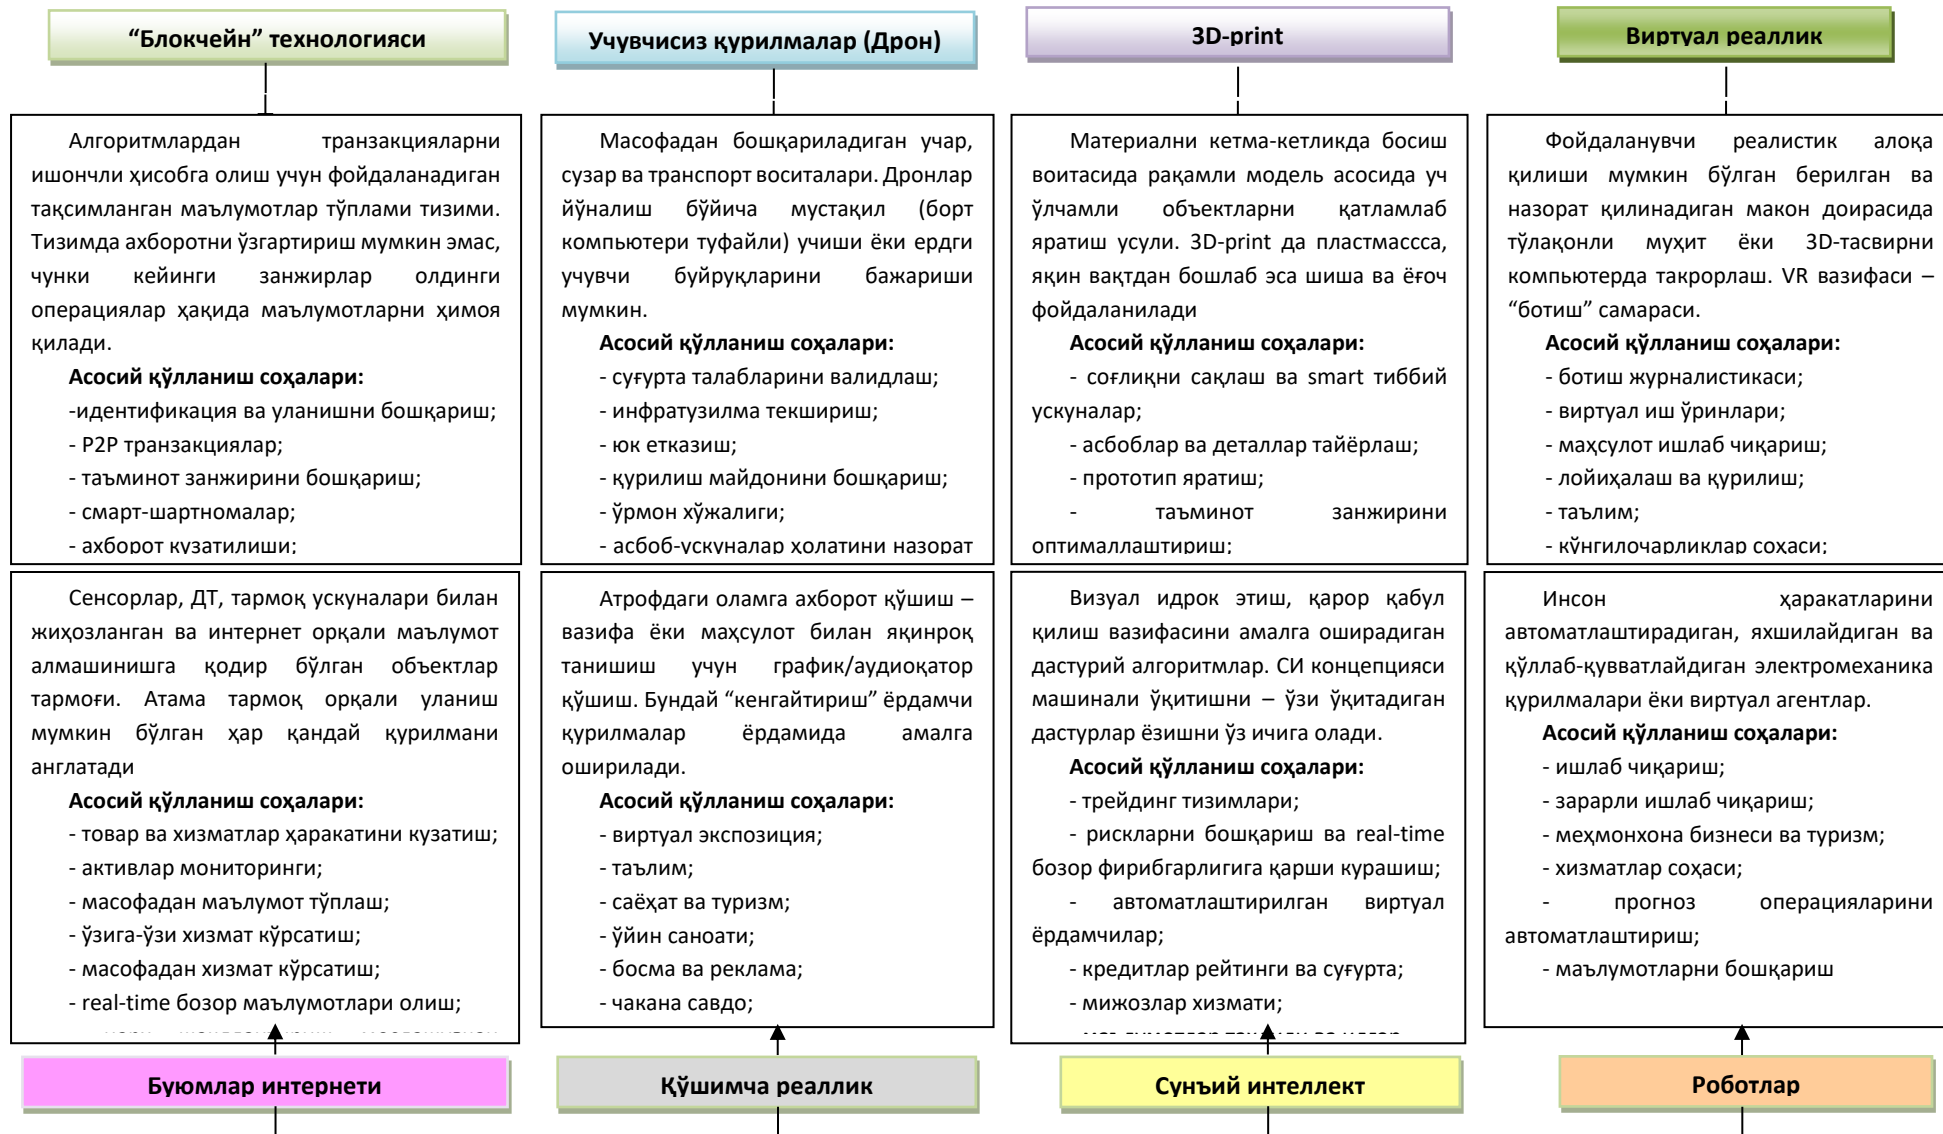 “Блокчейн” технологияси
Учувчисиз қурилмалар (Дрон)
3D-print
Виртуал реаллик
Алгоритмлардан транзакцияларни
ишончли ҳисобга олиш учун фойдаланадиган
тақсимланган маълумотлар тўплами тизими.
Тизимда ахборотни ўзгартириш мумкин эмас,
чунки кейинги занжирлар олдинги
операциялар ҳақида маълумотларни ҳимоя
қилади.
Асосий қўлланиш соҳалари:
-идентификация ва уланишни бошқариш;
- P2P транзакциялар;
- таъминот занжирини бошқариш;
- смарт-шартномалар;
- ахборот кузатилиши;
Масофадан бошқариладиган учар,
сузар ва транспорт воситалари. Дронлар
йўналиш бўйича мустақил (борт
компьютери туфайли) учиши ёки ердги
учувчи буйруқларини бажариши
мумкин.
Асосий қўлланиш соҳалари:
- суғурта талабларини валидлаш;
- инфратузилма текшириш;
- юк етказиш;
- қурилиш майдонини бошқариш;
- ўрмон хўжалиги;
- асбоб-ускуналар ҳолатини назорат
Материални кетма-кетликда босиш
воитасида рақамли модель асосида уч
ўлчамли объектларни қатламлаб
яратиш усули. 3D-print да пластмассса,
яқин вақтдан бошлаб эса шиша ва ёғоч
фойдаланилади
Асосий қўлланиш соҳалари:
- соғлиқни сақлаш ва smart тиббий
ускуналар;
- асбоблар ва деталлар тайёрлаш;
- прототип яратиш;
- таъминот занжирини
оптималлаштириш;
Фойдаланувчи реалистик алоқа
қилиши мумкин бўлган берилган ва
назорат қилинадиган макон доирасида
тўлақонли муҳит ёки 3D-тасвирни
компьютерда такрорлаш. VR вазифаси –
“ботиш” самараси.
Асосий қўлланиш соҳалари:
- ботиш журналистикаси;
- виртуал иш ўринлари;
- маҳсулот ишлаб чиқариш;
- лойиҳалаш ва қурилиш;
- таълим;
- кўнгилочарликлар соҳаси;
Сенсорлар, ДТ, тармоқ ускуналари билан
жиҳозланган ва интернет орқали маълумот
алмашинишга қодир бўлган объектлар
тармоғи. Атама тармоқ орқали уланиш
мумкин бўлган ҳар қандай қурилмани
англатади
Асосий қўлланиш соҳалари:
- товар ва хизматлар ҳаракатини кузатиш;
- активлар мониторинги;
- масофадан маълумот тўплаш;
- ўзига-ўзи хизмат кўрсатиш;
- масофадан хизмат кўрсатиш;
- real-time бозор маълумотлари олиш;
Атрофдаги оламга ахборот қўшиш –
вазифа ёки маҳсулот билан яқинроқ
танишиш учун график/аудиоқатор
қўшиш. Бундай “кенгайтириш” ёрдамчи
қурилмалар ёрдамида амалга
оширилади.
Асосий қўлланиш соҳалари:
- виртуал экспозиция;
- таълим;
- саёҳат ва туризм;
- ўйин саноати;
- босма ва реклама;
- чакана савдо;
Визуал идрок этиш, қарор қабул
қилиш вазифасини амалга оширадиган
дастурий алгоритмлар. СИ концепцияси
машинали ўқитишни – ўзи ўқитадиган
дастурлар ёзишни ўз ичига олади.
Асосий қўлланиш соҳалари:
- трейдинг тизимлари;
- рискларни бошқариш ва real-time
бозор фирибгарлигига қарши курашиш;
- автоматлаштирилган виртуал
ёрдамчилар;
- кредитлар рейтинги ва суғурта;
- мижозлар хизмати;
Инсон ҳаракатларини
автоматлаштирадиган, яхшилайдиган ва
қўллаб-қувватлайдиган электромеханика
қурилмалари ёки виртуал агентлар.
Асосий қўлланиш соҳалари:
- ишлаб чиқариш;
- зарарли ишлаб чиқариш;
- меҳмонхона бизнеси ва туризм;
- хизматлар соҳаси;
- прогноз операцияларини
автоматлаштириш;
- маълумотларни бошқариш
Буюмлар интернети
Қўшимча реаллик
Сунъий интеллект
Роботлар